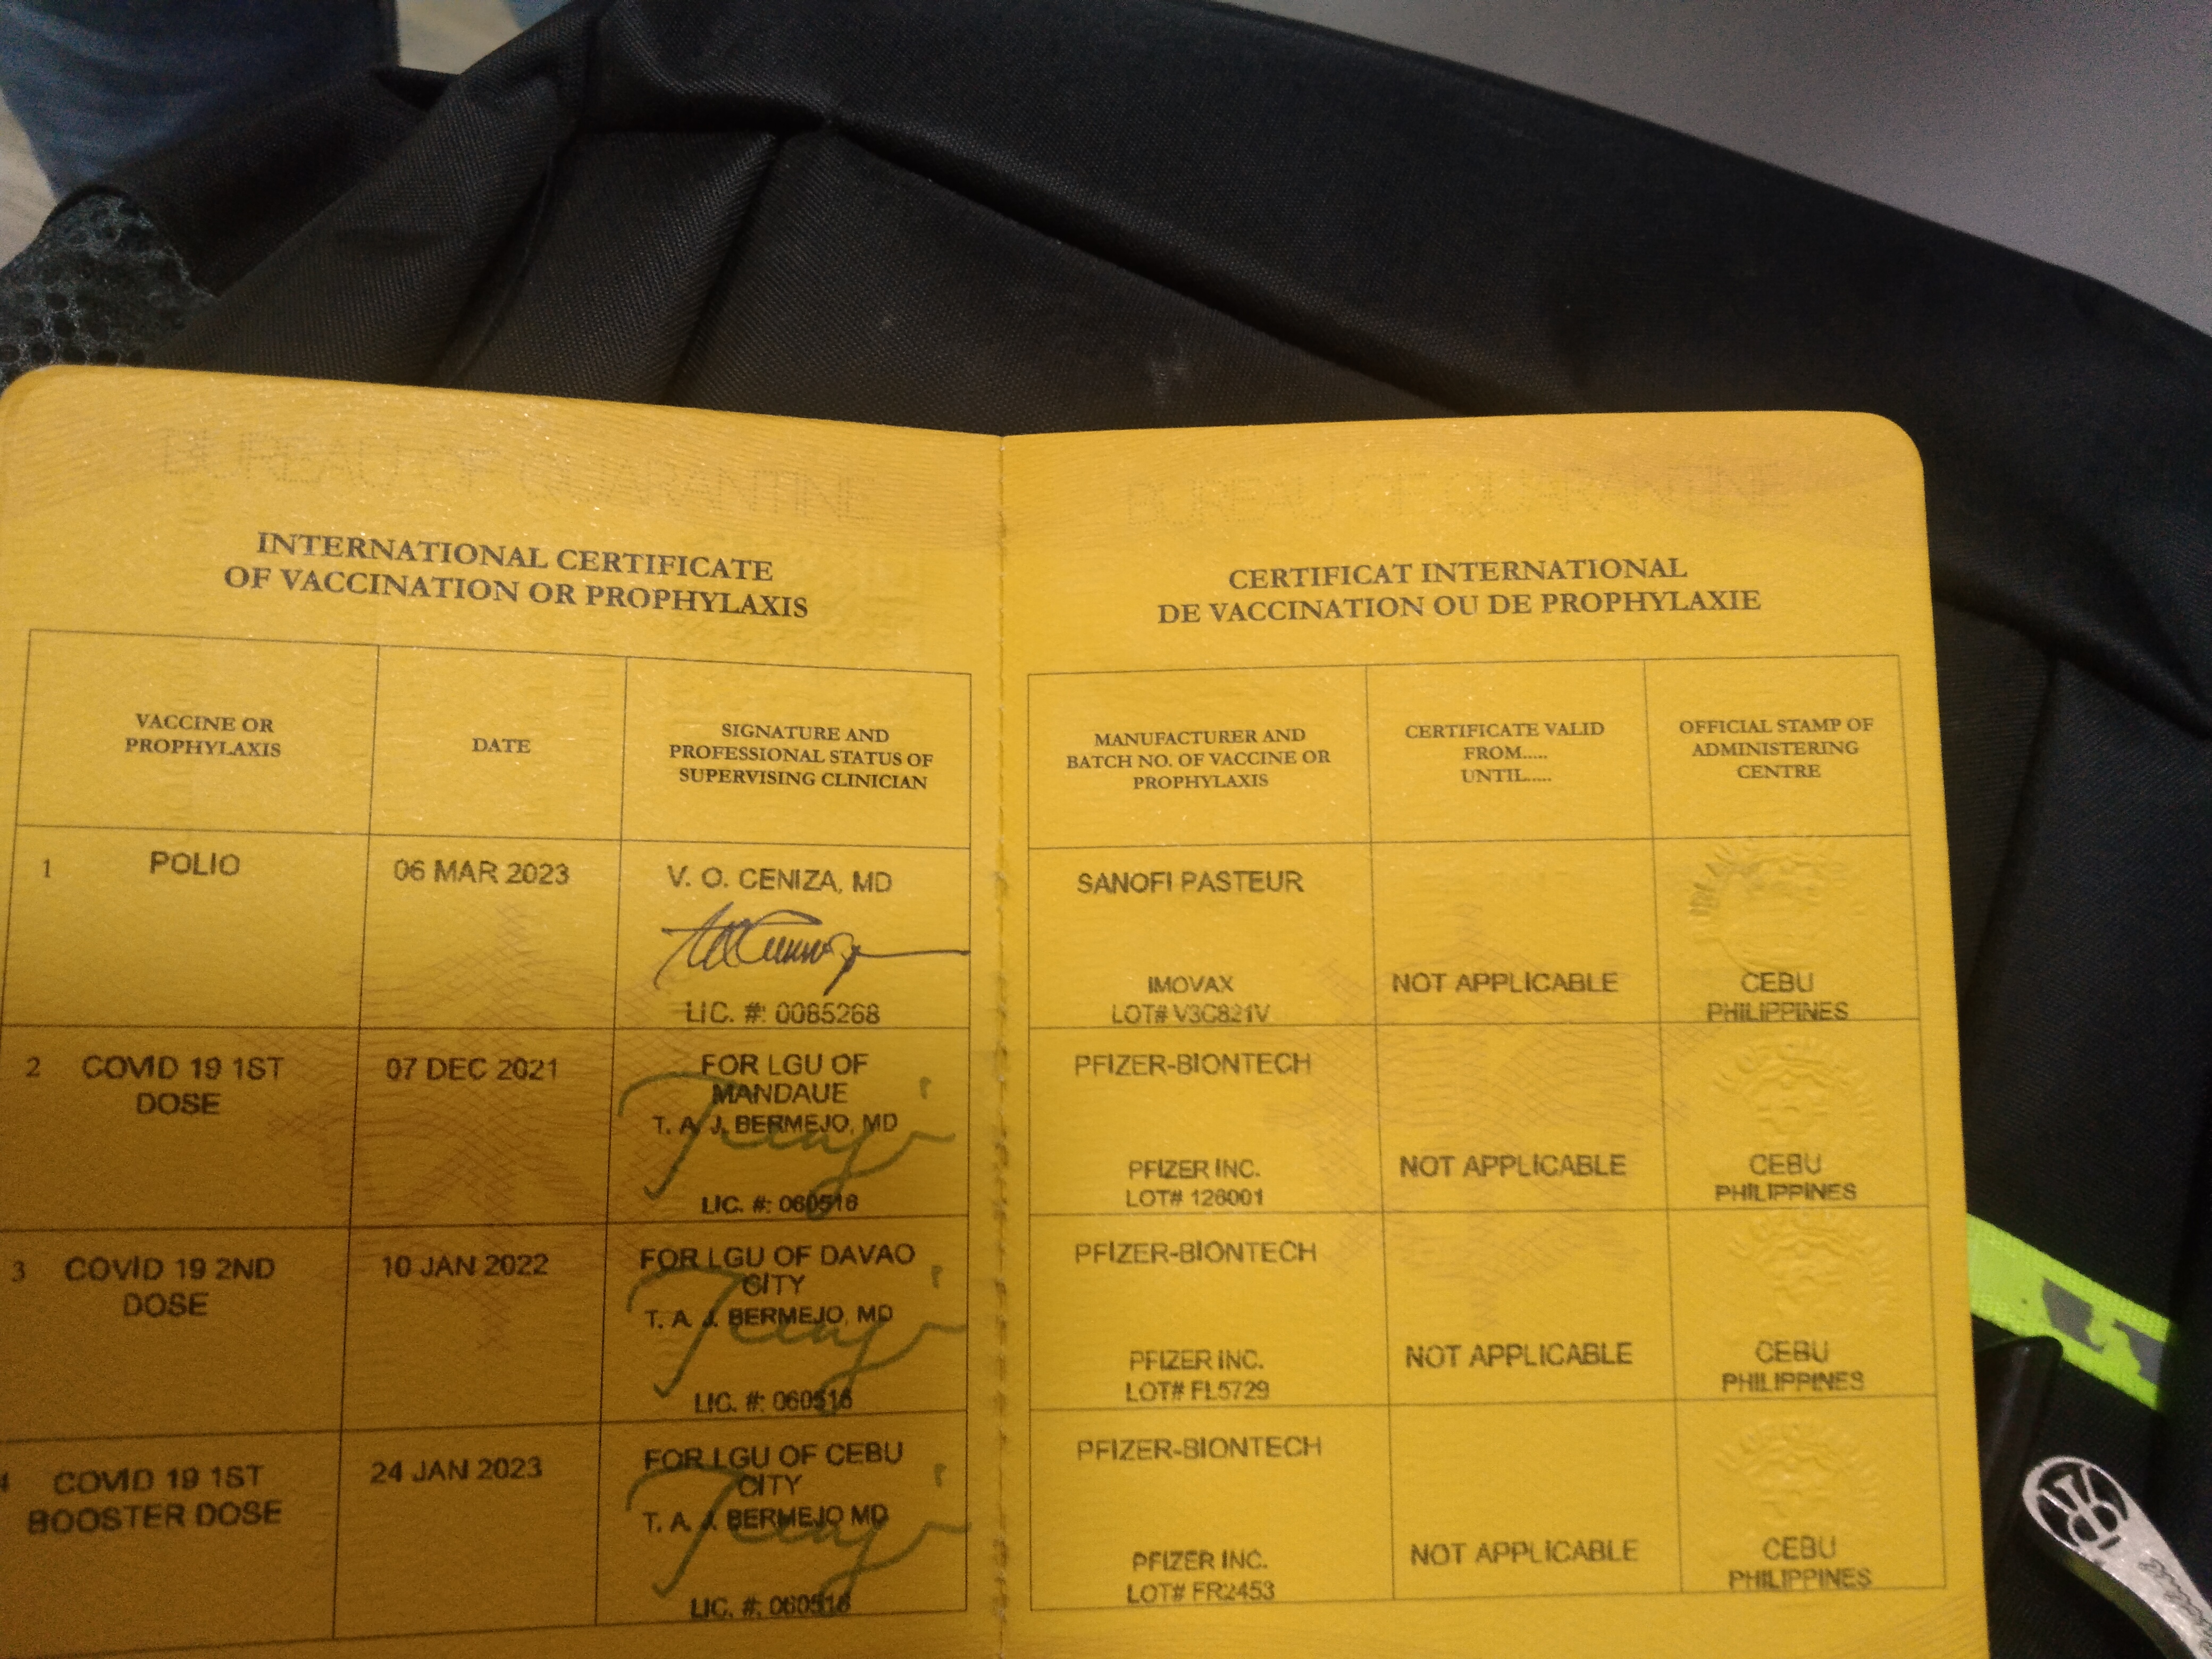 BUREAU OF QUARANTINE
INTERNATIONAL CERTIFICATE
OF VACCINATION OR PROPHYLAXIS
VACCINE OR
PROPHYLAXIS
DATE
SIGNATURE AND
PROFESSIONAL STATUS OF
SUPERVISING CLINICIAN
1 POLIO
06 MAR 2023
V. O. CENIZA, MD
LIC. #: 0085268
2 COVID 19 1ST
DOSE
07 DEC 2021
FOR LGU OF
MANDAUE
T. A. J. BERMEJO, MD
LIC. #: 060516
3 COVID 19 2ND
DOSE
10 JAN 2022
FOR LGU OF DAVAO
CITY
T. A. J. BERMEJO, MD
LIC. #: 060516
4 COVID 19 1ST
BOOSTER DOSE
24 JAN 2023
FOR LGU OF CEBU
CITY
T. A. J. BERMEJO MD
LIC. #: 060516
BUREAU OF QUARANTINE
CERTIFICAT INTERNATIONAL
DE VACCINATION OU DE PROPHYLAXIE
MANUFACTURER AND
BATCH NO. OF VACCINE OR
PROPHYLAXIS
CERTIFICATE VALID
FROM.....
UNTIL.....
OFFICIAL STAMP OF
ADMINISTERING
CENTRE
SANOFI PASTEUR
IMOVAX
LOT# V3C821V
NOT APPLICABLE
CEBU
PHILIPPINES
PFIZER-BIONTECH
PFIZER INC.
LOT# 126001
NOT APPLICABLE
CEBU
PHILIPPINES
PFIZER-BIONTECH
PFIZER INC.
LOT# FL5729
NOT APPLICABLE
CEBU
PHILIPPINES
PFIZER-BIONTECH
PFIZER INC.
LOT# FR2453
NOT APPLICABLE
CEBU
PHILIPPINES